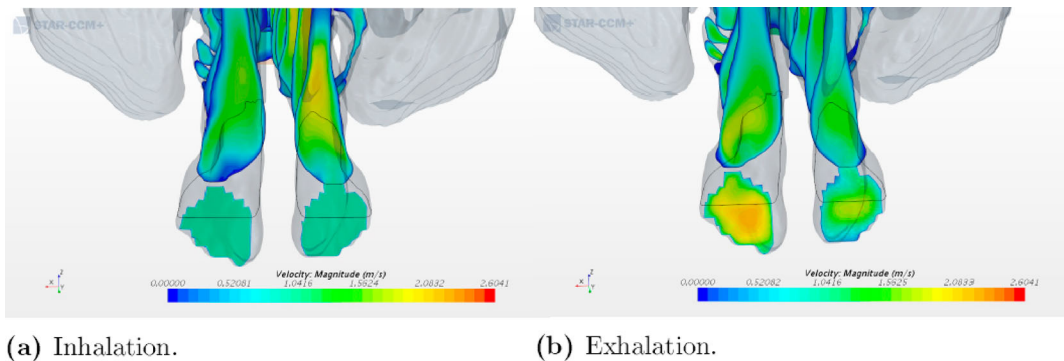 STAR-CCM+
Velocity: Magnitude (m/s)
0.00000 0.52081 1.0416 1.5624 2.0832 2.6041
X Z Y
(a) Inhalation.
STAR-CCM+
Velocity: Magnitude (m/s)
0.00000 0.52082 1.0416 1.5625 2.0833 2.6041
X Z Y
(b) Exhalation.